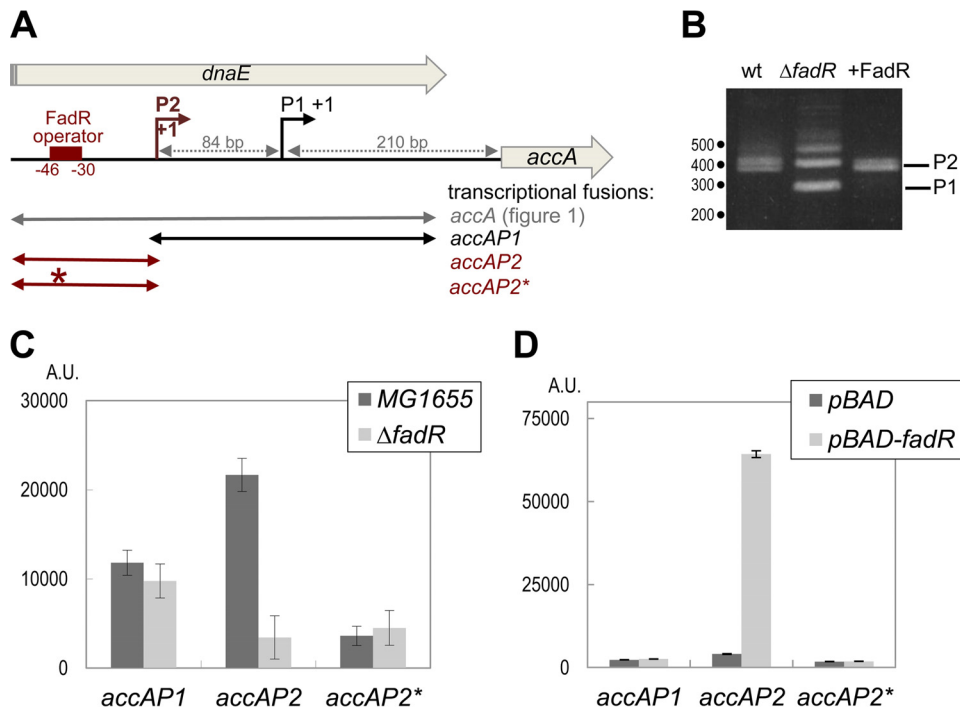 A
dnaE
FadR
operator
P2
+1
P1 +1
84 bp
210 bp
accA
-46
-30
transcriptional fusions:
accA (figure 1)
accAP1
accAP2
*
accAP2*
B
wt ΔfadR +FadR
500
400
300
200
P2
P1
C
A.U.
30000
20000
10000
0
MG1655
ΔfadR
accAP1 accAP2 accAP2*
D
A.U.
75000
50000
25000
0
pBAD
pBAD-fadR
accAP1 accAP2 accAP2*